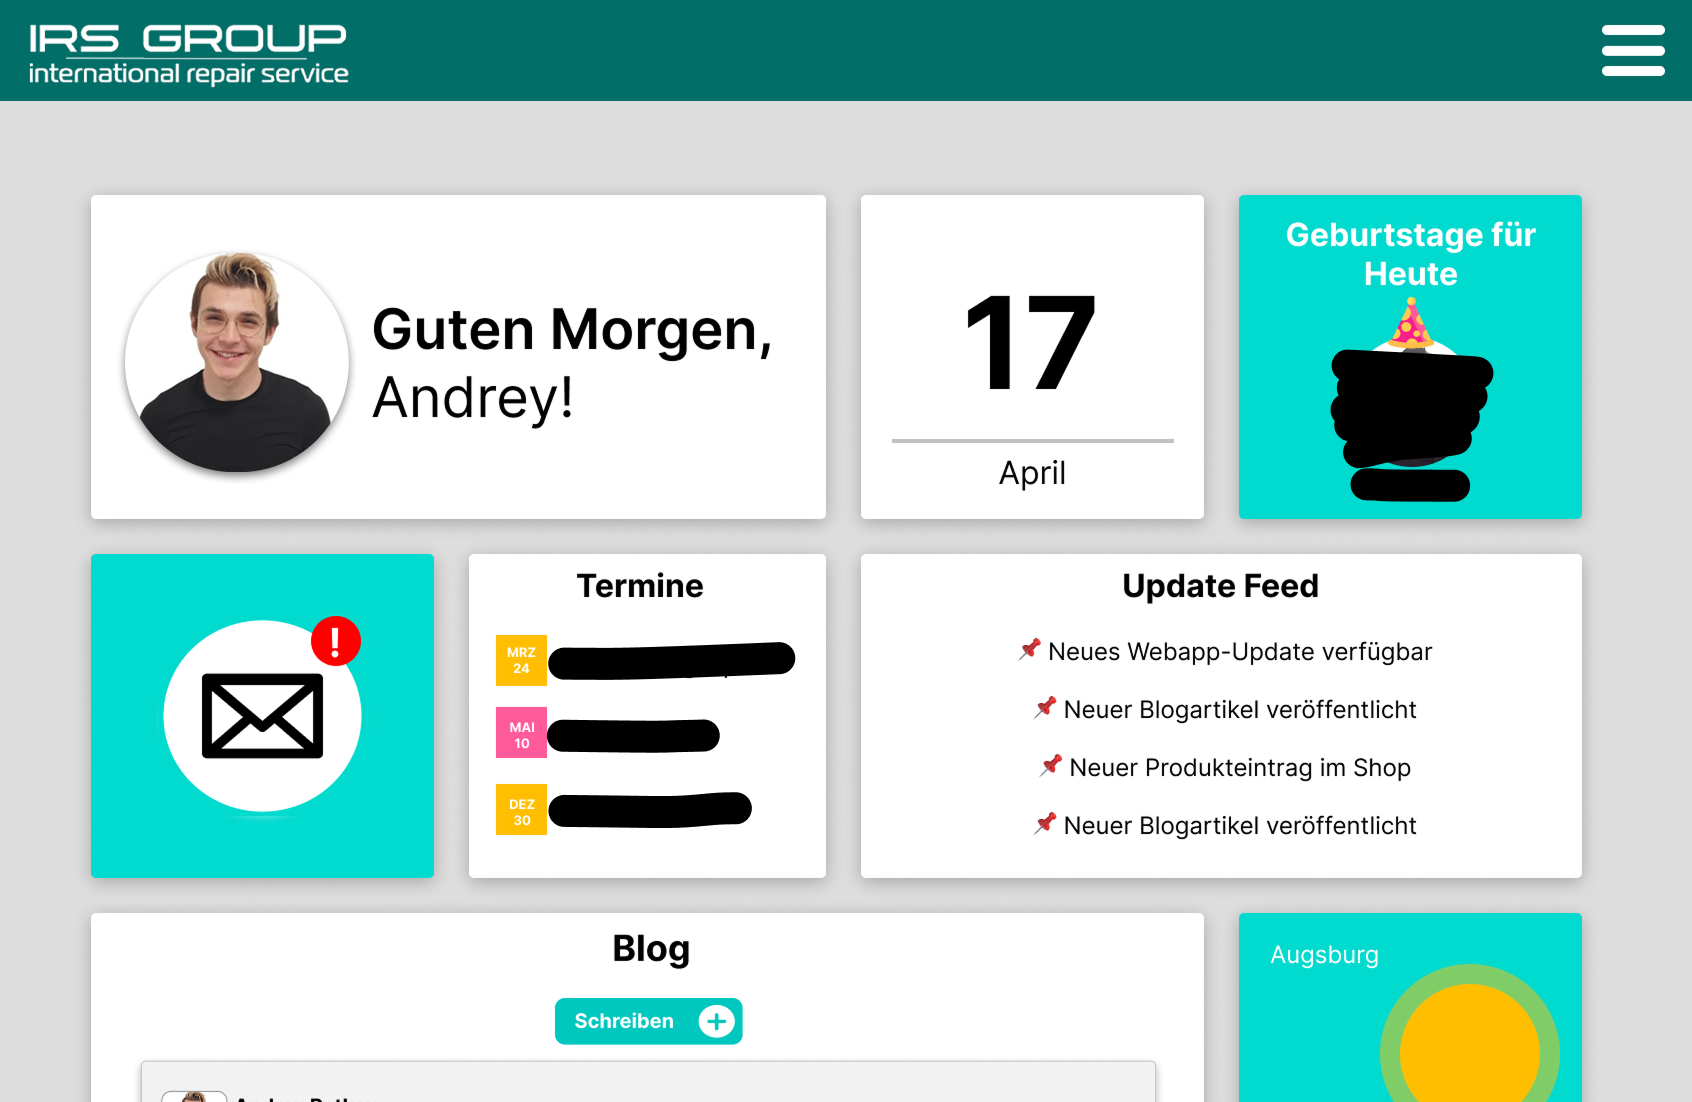 IRS GROUP
international repair service
Guten Morgen,
Andrey!
17
April
Geburtstage für
Heute
!
Termine
MRZ
24
MAI
10
DEZ
30
Update Feed
📌 Neues Webapp-Update verfügbar
📌 Neuer Blogartikel veröffentlicht
📌 Neuer Produkteintrag im Shop
📌 Neuer Blogartikel veröffentlicht
Blog
Schreiben
Augsburg